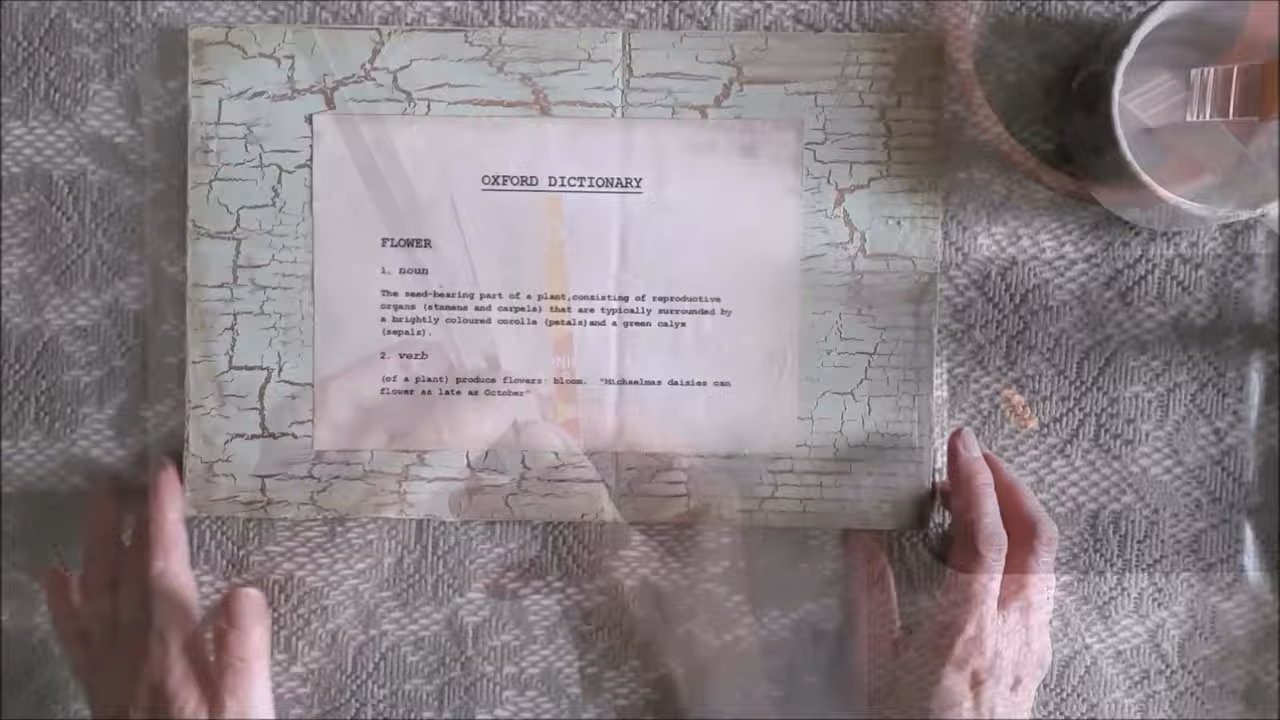 OXFORD DICTIONARY
FLOWER
1. noun
The seed-bearing part of a plant,consisting of reproductive
organs (stamens and carpels) that are typically surrounded by
a brightly coloured corolla (petals)and a green calyx
(sepals).
2. verb
(of a plant) produce flowers: bloom. "Michaelmas daisies can
flower as late as October"